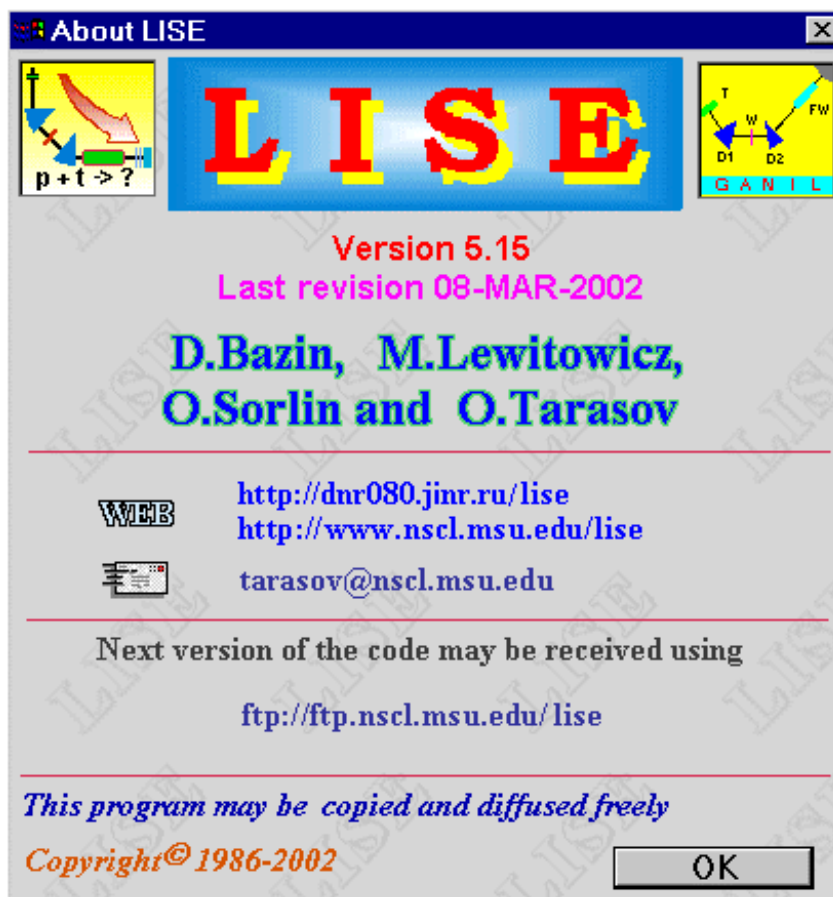 About LISE
p + t -> ?
L I S E
T
W
FW
D1
D2
G A N I L
Version 5.15
Last revision 08-MAR-2002
D.Bazin, M.Lewitowicz,
O.Sorlin and O.Tarasov
WEB
http://dnr080.jinr.ru/lise
http://www.nscl.msu.edu/lise
tarasov@nscl.msu.edu
Next version of the code may be received using
ftp://ftp.nscl.msu.edu/lise
This program may be copied and diffused freely
Copyright© 1986-2002
OK